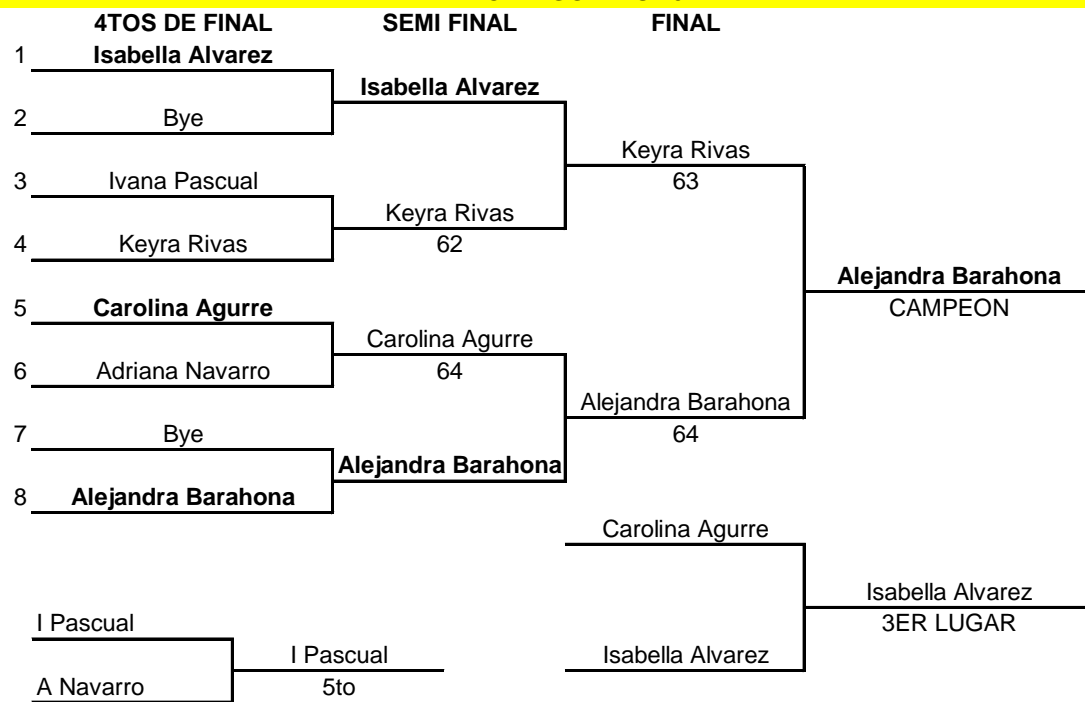 4TOS DE FINAL SEMI FINAL FINAL
1 Isabella Alvarez
Isabella Alvarez
2 Bye
Keyra Rivas
3 Ivana Pascual 63
Keyra Rivas
4 Keyra Rivas 62
Alejandra Barahona
5 Carolina Agurre CAMPEON
Carolina Agurre
6 Adriana Navarro 64
Alejandra Barahona
7 Bye 64
Alejandra Barahona
8 Alejandra Barahona
Carolina Agurre
Isabella Alvarez
I Pascual 3ER LUGAR
I Pascual Isabella Alvarez
A Navarro 5to